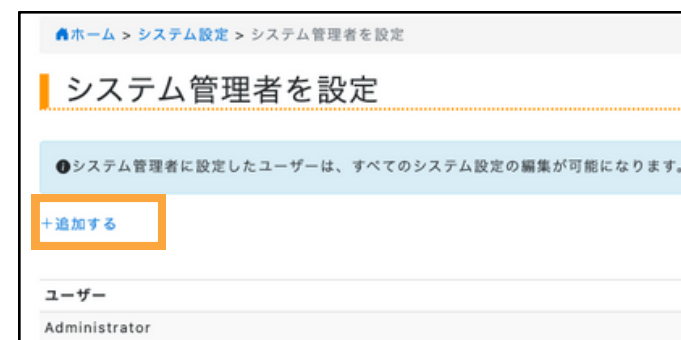 ホーム > システム設定 > システム管理者を設定
システム管理者を設定
システム管理者に設定したユーザーは、すべてのシステム設定の編集が可能になります。
+追加する
ユーザー
Administrator